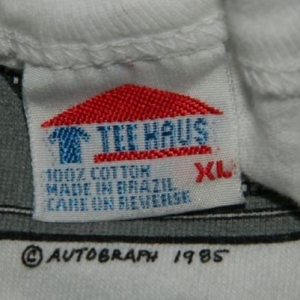 TEE HAUS
XL
100% COTTON
MADE IN BRAZIL
CARE ON REVERSE
© AUTOGRAPH 1985